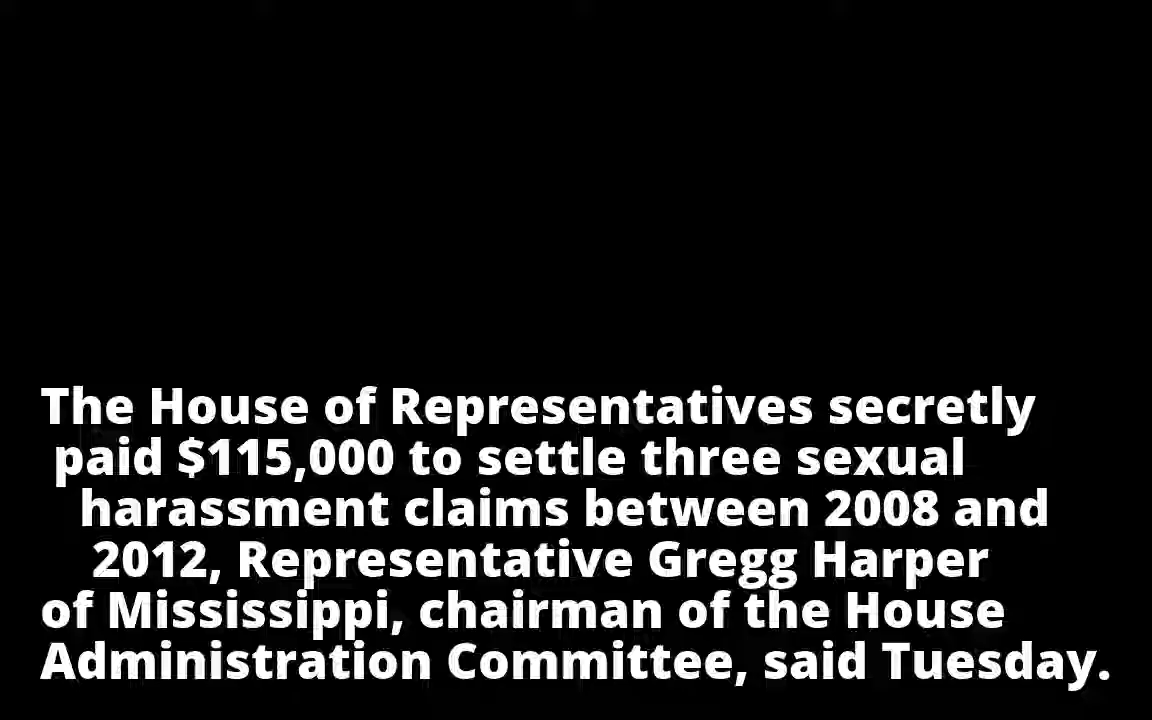 The House of Representatives secretly
paid $115,000 to settle three sexual
harassment claims between 2008 and
2012, Representative Gregg Harper
of Mississippi, chairman of the House
Administration Committee, said Tuesday.